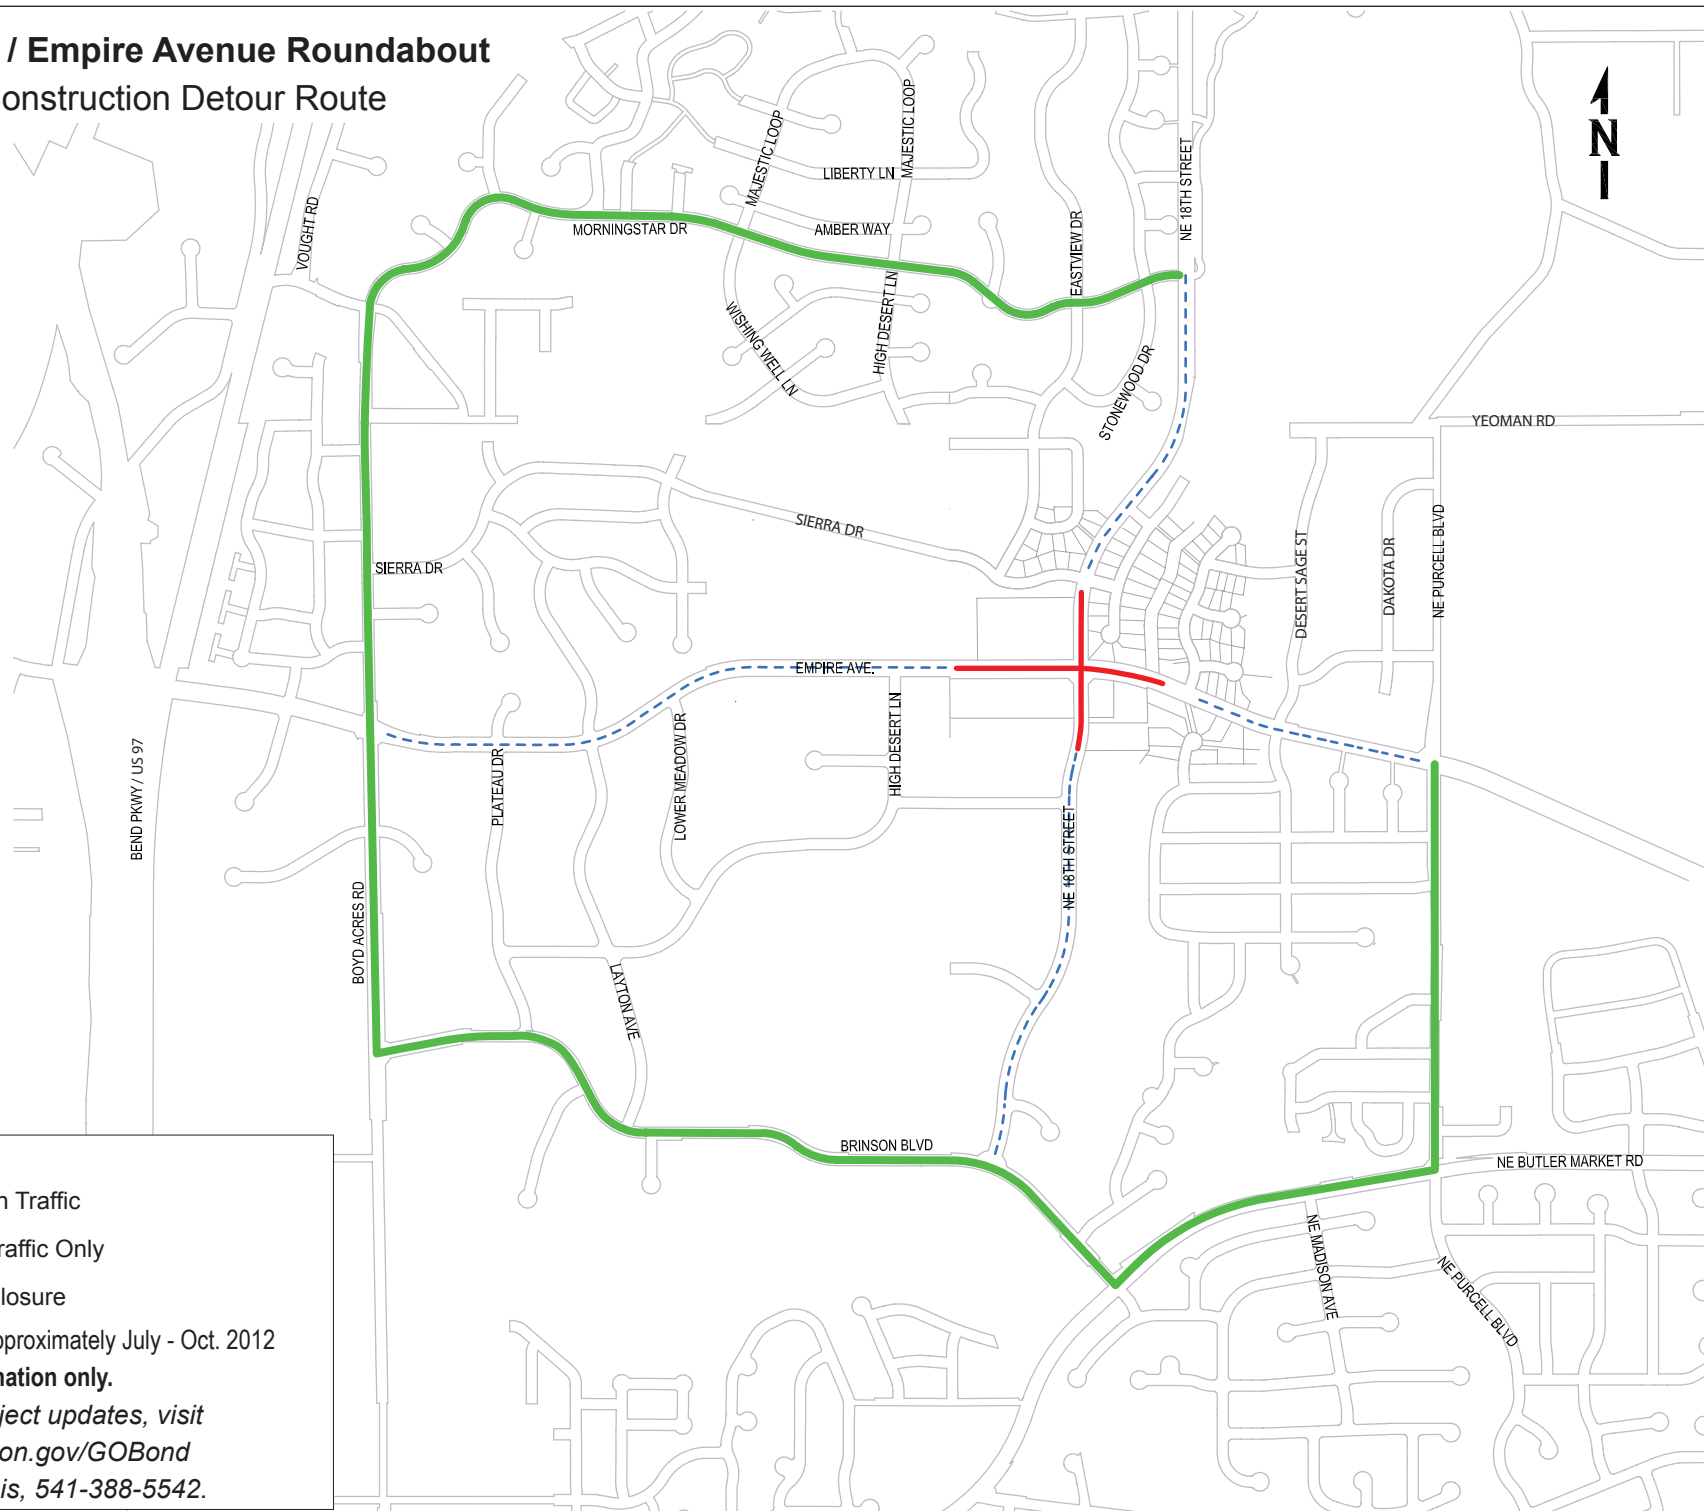 / Empire Avenue Roundabout
onstruction Detour Route
N
MAJESTIC LOOP
MAJESTIC LOOP
LIBERTY LN
NE 18TH STREET
VOUGHT RD
MORNINGSTAR DR
AMBER WAY
EASTVIEW DR
HIGH DESERT LN
WISHING WELL LN
STONEWOOD DR
YEOMAN RD
SIERRA DR
SIERRA DR
DESERT SAGE ST
DAKOTA DR
NE PURCELL BLVD
EMPIRE AVE.
HIGH DESERT LN
LOWER MEADOW DR
PLATEAU DR
BEND PKWY / US 97
NE 18TH STREET
BOYD ACRES RD
LAYTON AVE
BRINSON BLVD
NE BUTLER MARKET RD
NE MADISON AVE
NE PURCELL BLVD
n Traffic
raffic Only
losure
pproximately July - Oct. 2012
nation only.
ject updates, visit
on.gov/GOBond
is, 541-388-5542.